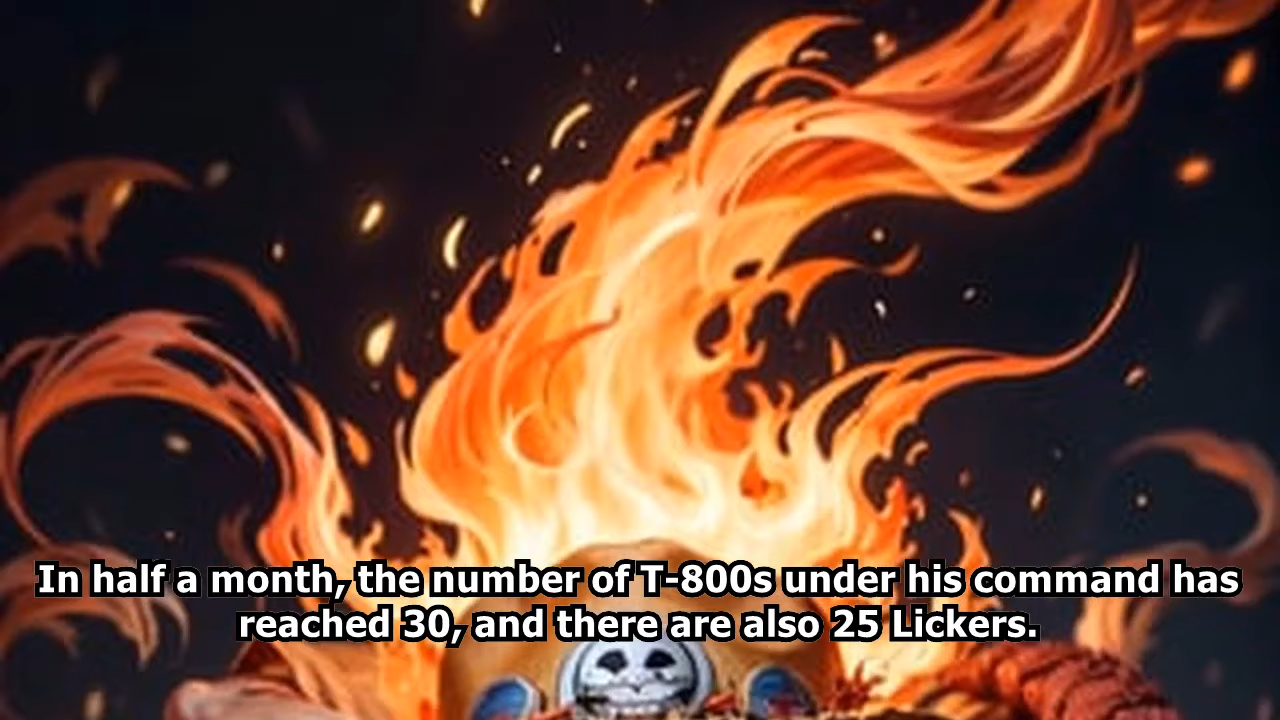 In half a month, the number of T-800s under his command has
reached 30, and there are also 25 Lickers.